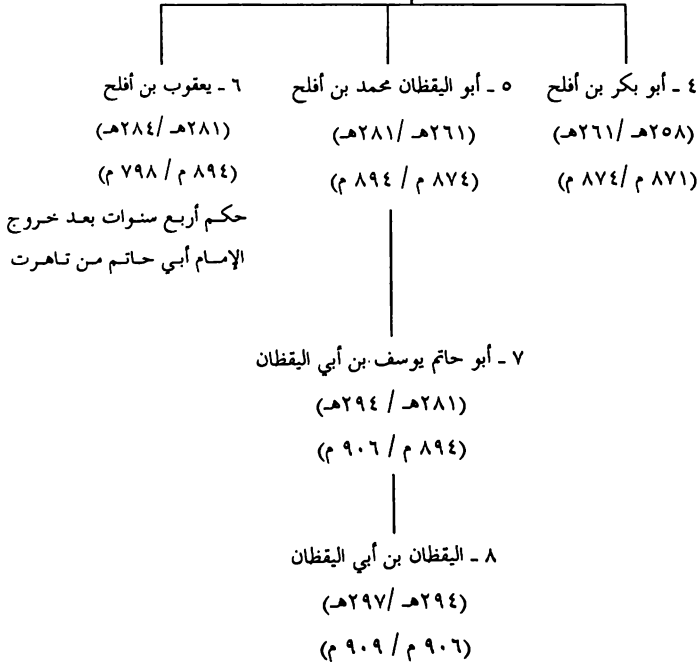 ٤ ـ أبو بكر بن أفلح
(٢٥٨هـ /٢٦١هـ)
(٨٧١ م / ٨٧٤ م)
٥ ـ أبو اليقظان محمد بن أفلح
(٢٦١هـ /٢٨١هـ)
(٨٧٤ م / ٨٩٤ م)
٦ ـ يعقوب بن أفلح
(٢٨١هـ /٢٨٤هـ)
(٨٩٤ م / ٧٩٨ م)
حكم أربع سنوات بعد خروج
الإمام أبي حاتم من تاهرت
٧ ـ أبو حاتم يوسف بن أبي اليقظان
(٢٨١هـ / ٢٩٤هـ)
(٨٩٤ م / ٩٠٦ م)
٨ ـ اليقظان بن أبي اليقظان
(٢٩٤هـ /٢٩٧هـ)
(٩٠٦ م / ٩٠٩ م)